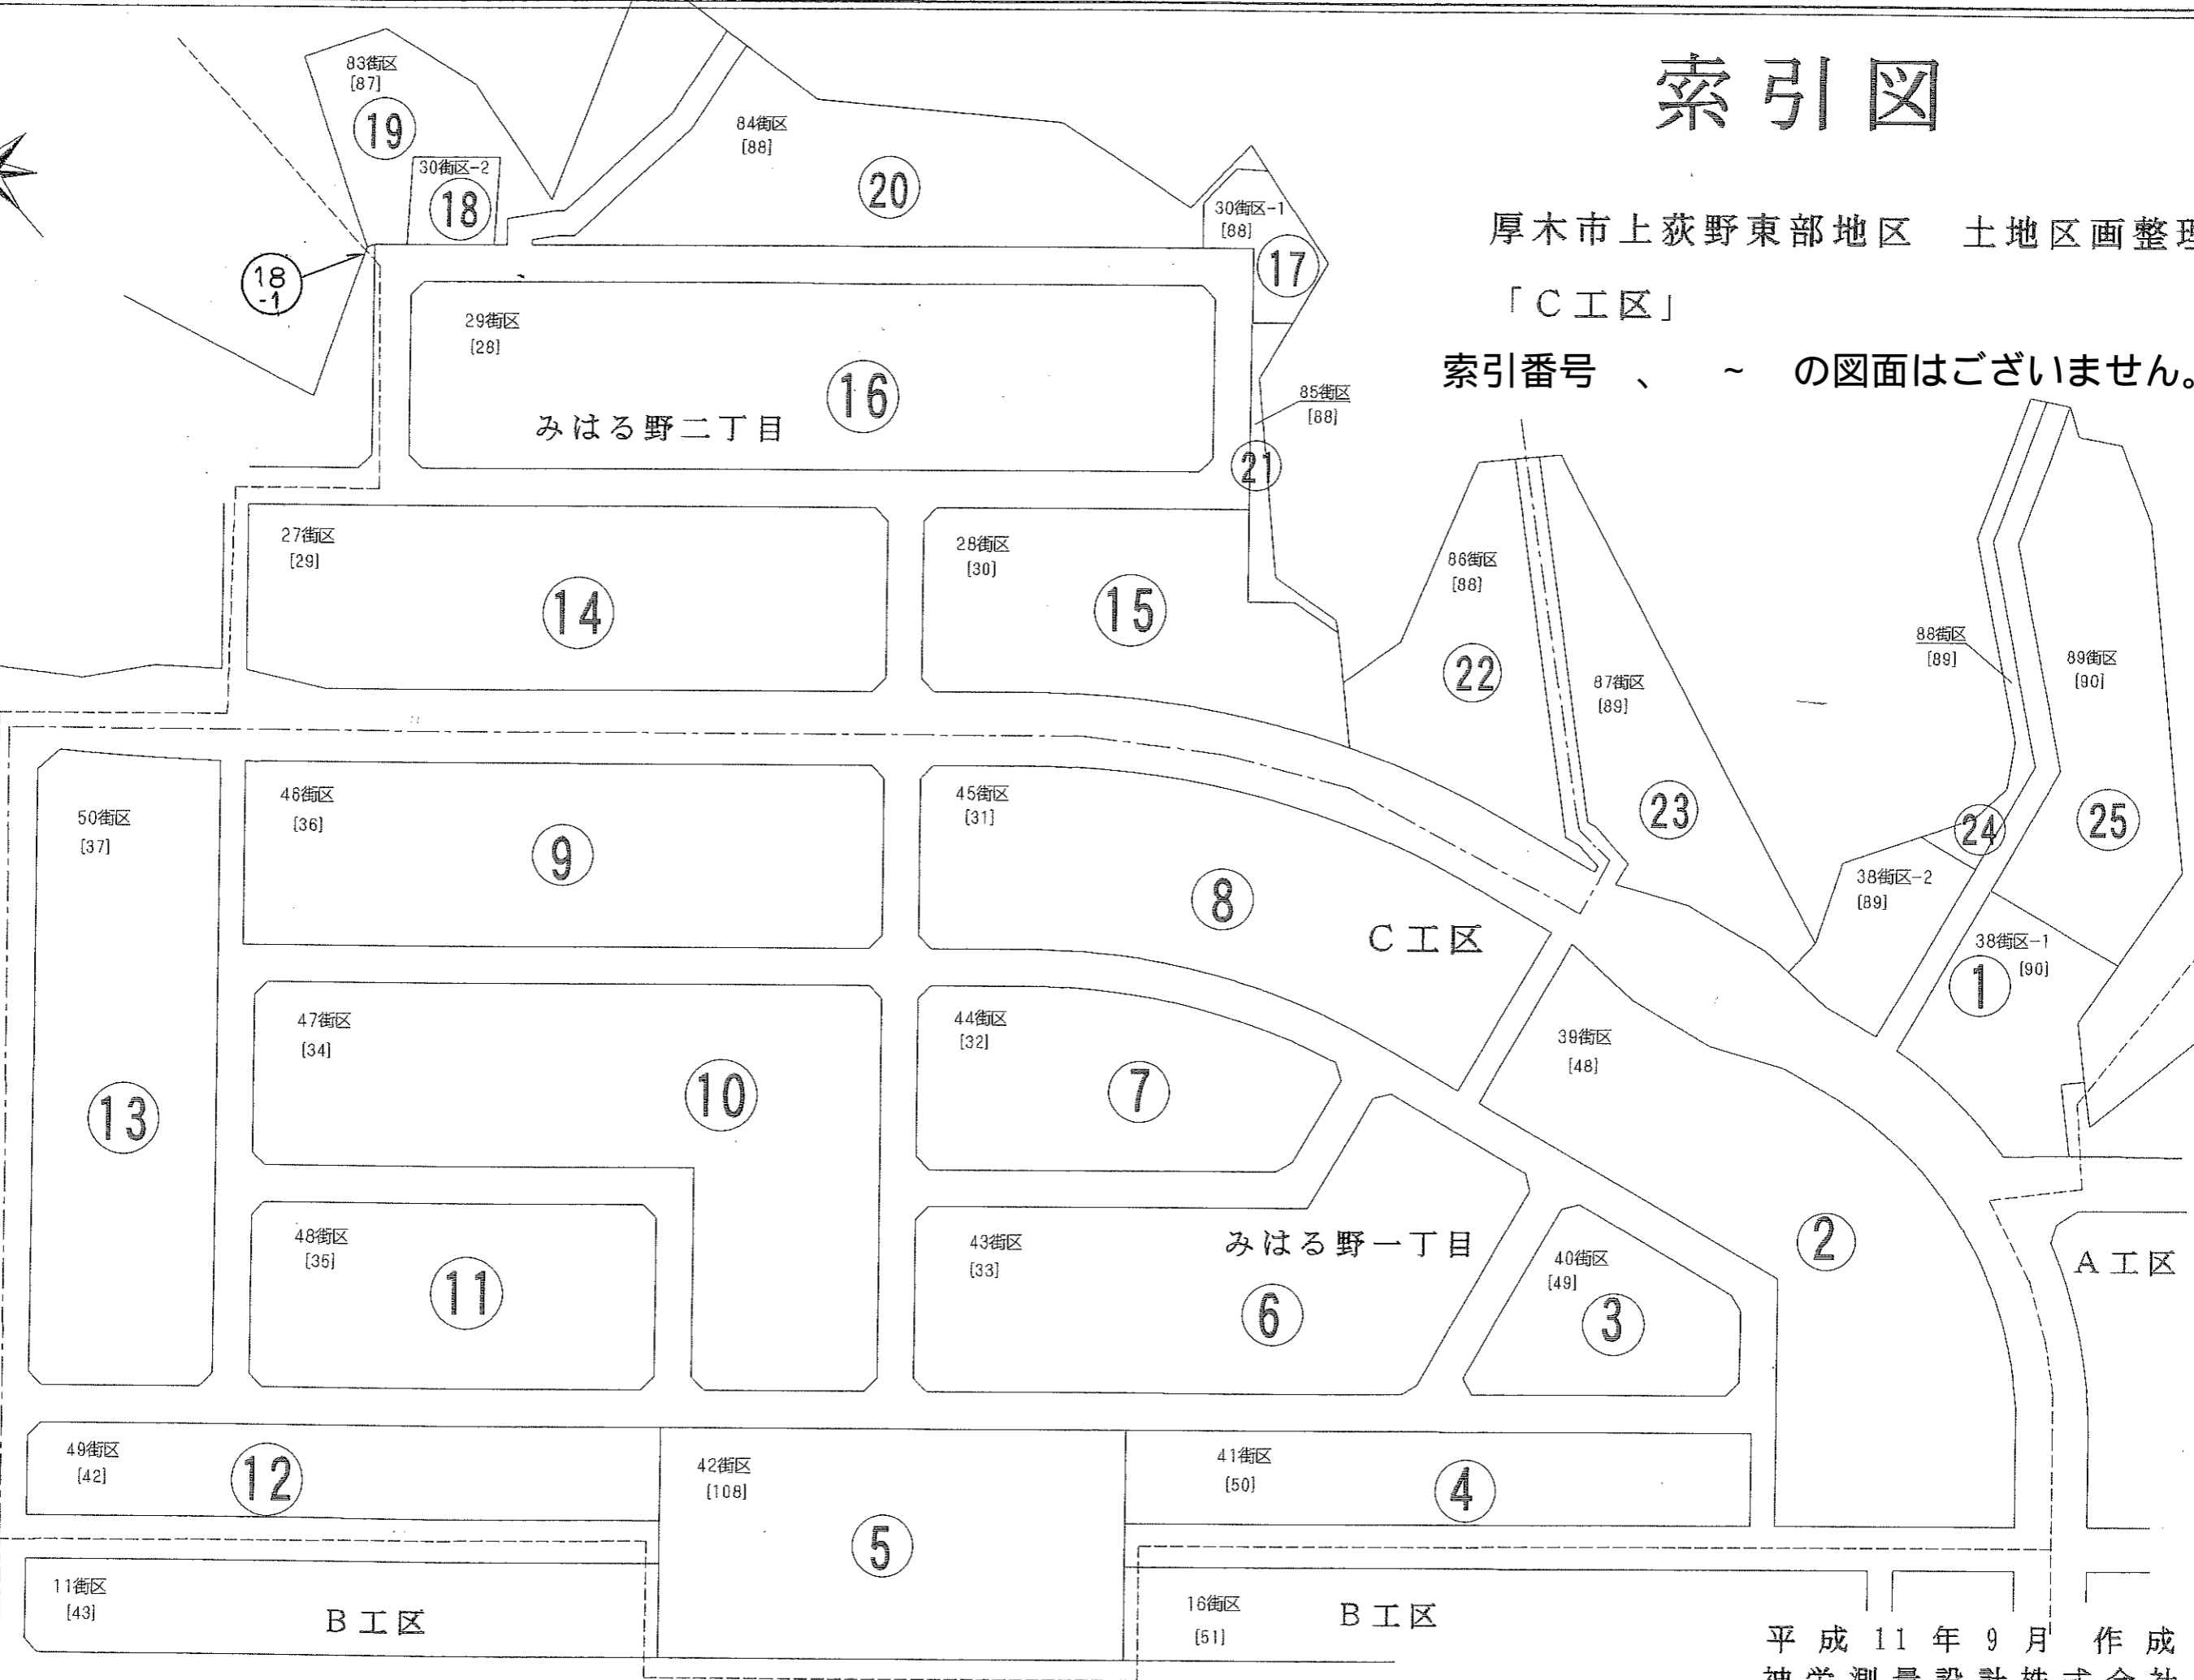 索引図
厚木市上荻野東部地区 土地区画整理
「C工区」
索引番号 、 ~ の図面はございません。
83街区
[87]
19
30街区-2
18
18
-1
84街区
[88]
20
30街区-1
[88]
17
29街区
[28]
16
みはる野二丁目
85街区
[88]
21
27街区
[29]
14
28街区
[30]
15
86街区
[88]
22
87街区
[89]
23
88街区
[89]
24
89街区
[90]
25
38街区-2
[89]
38街区-1
[90]
1
50街区
[37]
13
46街区
[36]
9
45街区
[31]
8
C工区
47街区
[34]
10
44街区
[32]
7
39街区
[48]
2
48街区
[35]
11
43街区
[33]
みはる野一丁目
6
40街区
[49]
3
A工区
49街区
[42]
12
42街区
[108]
5
41街区
[50]
4
11街区
[43]
B工区
16街区
[51]
B工区
平成11年9月 作成